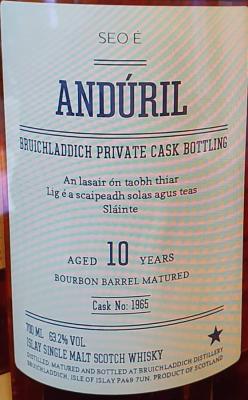 SEO É
ANDÚRIL
BRUICHLADDICH PRIVATE CASK BOTTLING
An lasair ón taobh thiar
Lig é a scaipeadh solas agus teas
Sláinte
AGED 10 YEARS
BOURBON BARREL MATURED
Cask No: 1965
700 ML 63.2% VOL
ISLAY SINGLE MALT SCOTCH WHISKY
DISTILLED, MATURED AND BOTTLED AT BRUICHLADDICH DISTILLERY
BRUICHLADDICH, ISLE OF ISLAY PA49 7UN. PRODUCT OF SCOTLAND